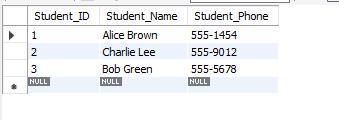 Student_ID Student_Name Student_Phone
1 Alice Brown 555-1454
2 Charlie Lee 555-9012
3 Bob Green 555-5678
NULL NULL NULL